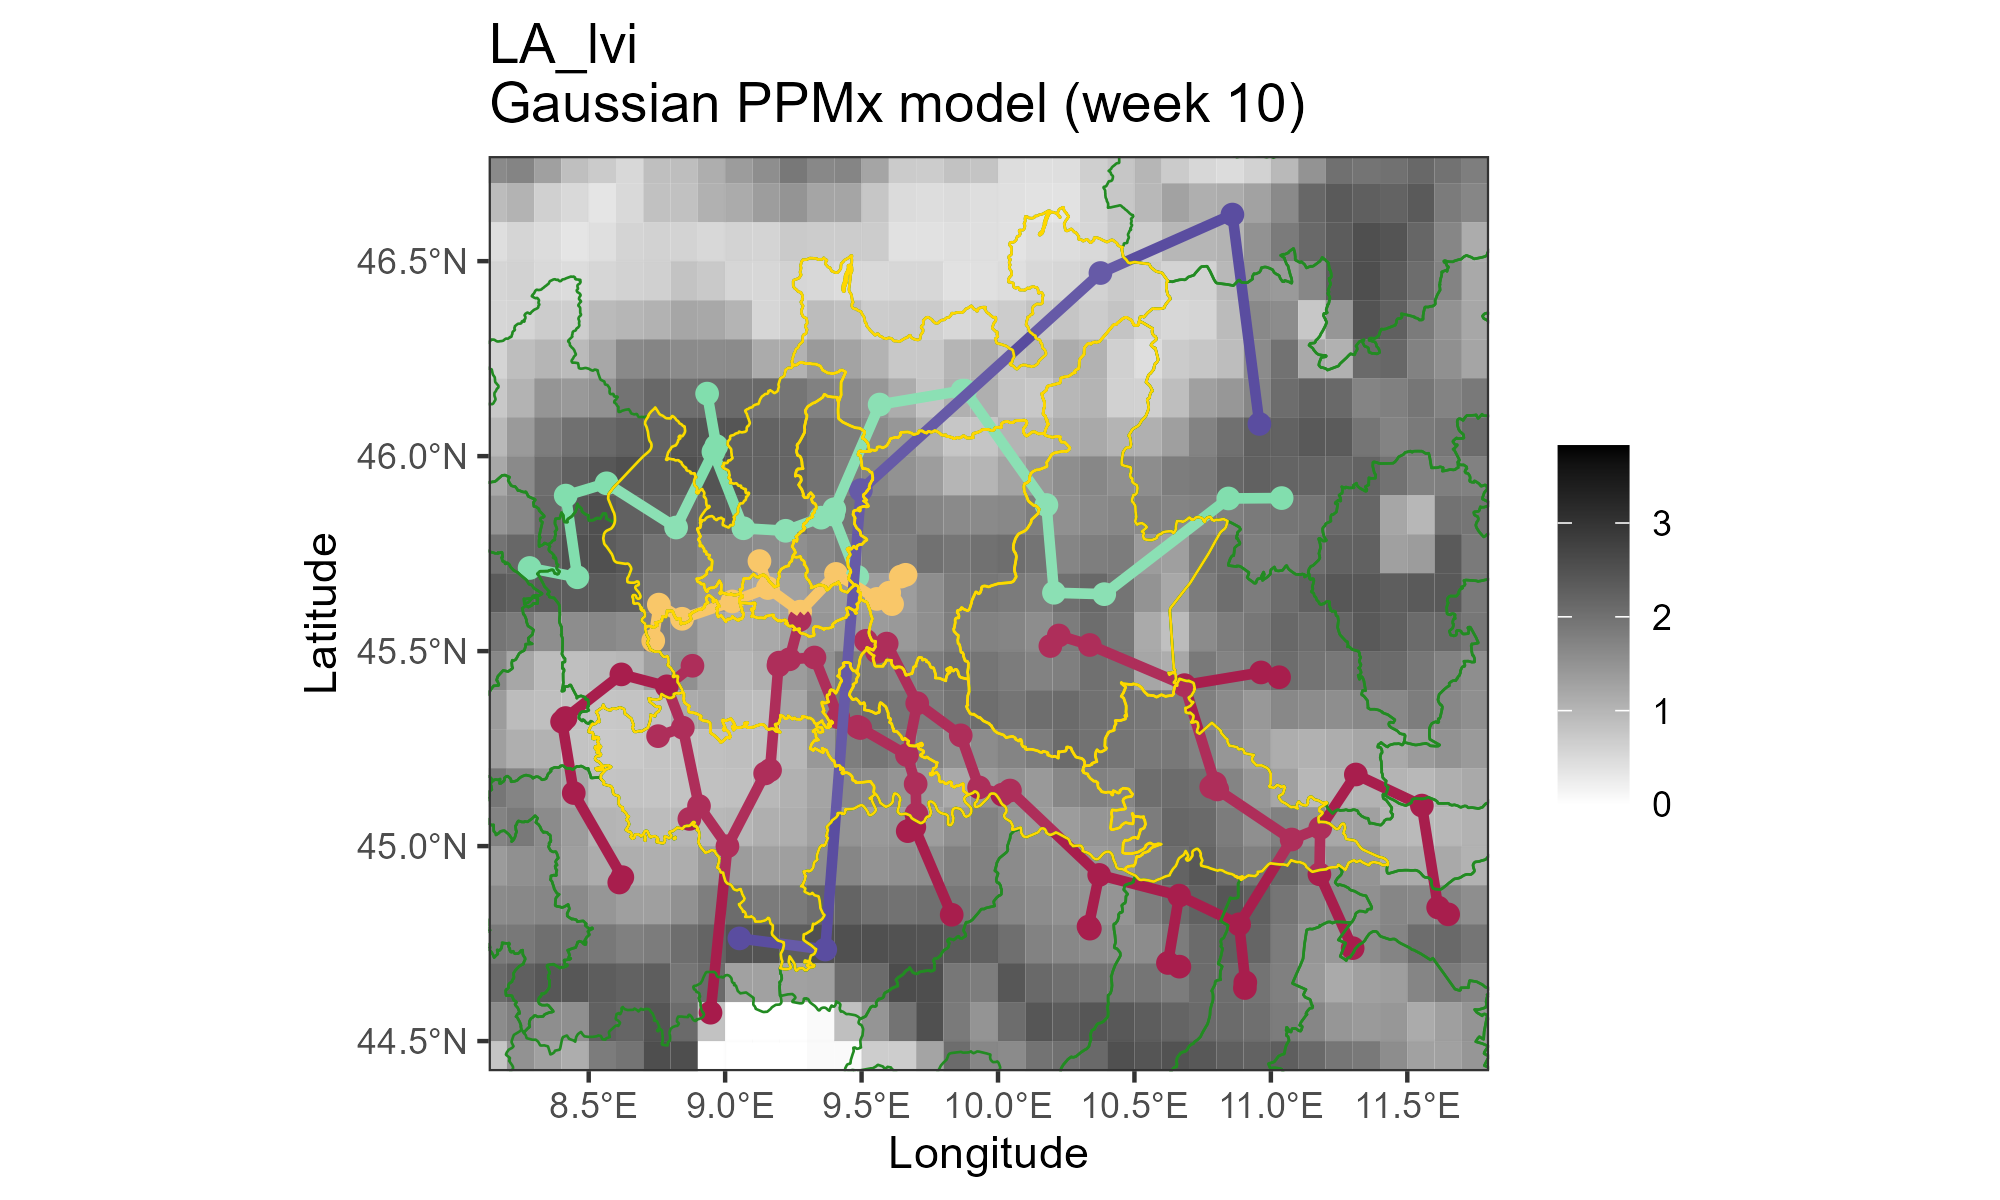 LA_lvi
Gaussian PPMx model (week 10)
46.5°N
46.0°N
45.5°N
45.0°N
44.5°N
Latitude
8.5°E 9.0°E 9.5°E 10.0°E 10.5°E 11.0°E 11.5°E
Longitude
3
2
1
0